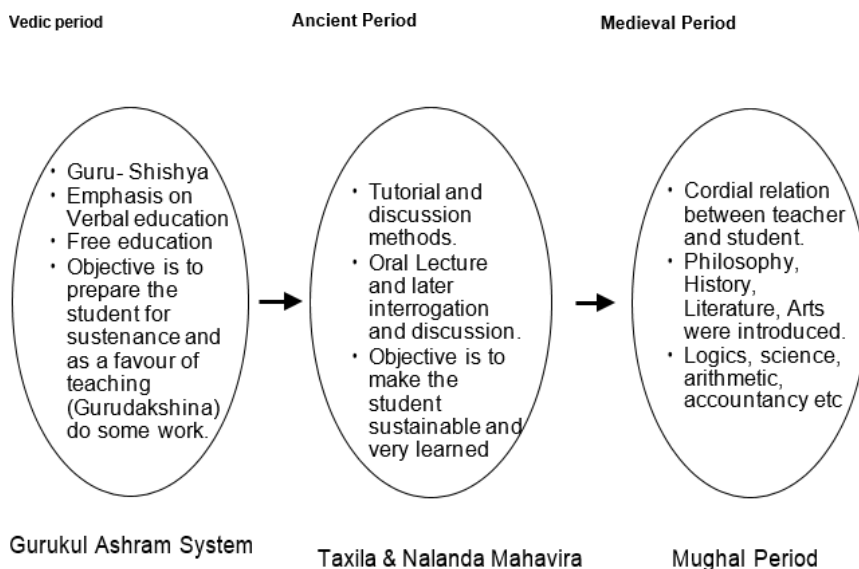 Vedic period
Ancient Period
Medieval Period
• Guru- Shishya
• Emphasis on
Verbal education
• Free education
• Objective is to
prepare the
student for
sustenance and
as a favour of
teaching
(Gurudakshina)
do some work.
• Tutorial and
discussion
methods.
• Oral Lecture
and later
interrogation
and discussion.
• Objective is to
make the
student
sustainable and
very learned
• Cordial relation
between teacher
and student.
• Philosophy,
History,
Literature, Arts
were introduced.
• Logics, science,
arithmetic,
accountancy etc
Gurukul Ashram System
Taxila & Nalanda Mahavira
Mughal Period